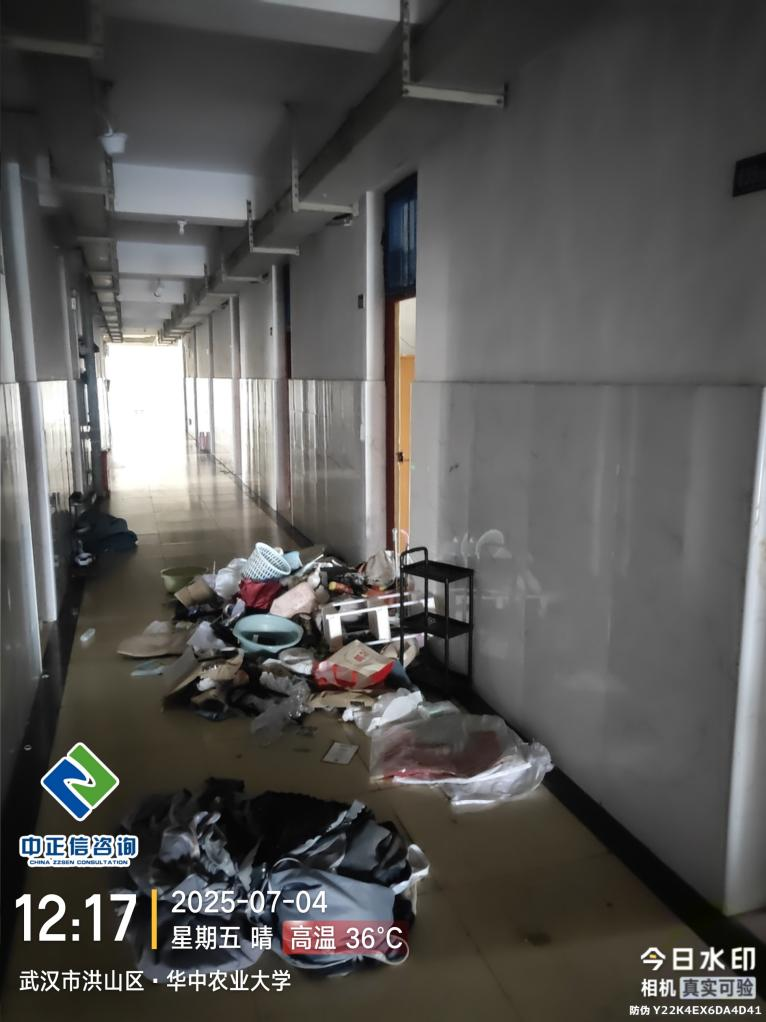 中正信咨询
CHINA ZZSEN CONSULTATION
12:17
2025-07-04
星期五 晴 高温 36℃
武汉市洪山区·华中农业大学
今日水印
相机 真实可验
防伪 Y22K4EX6DA4D41